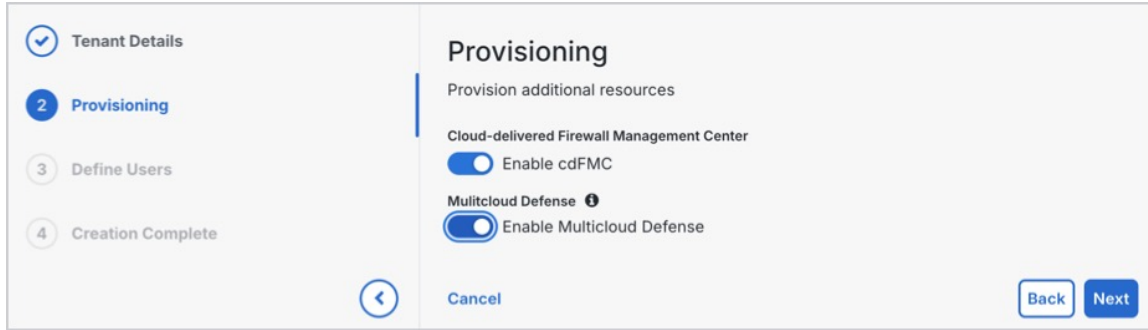 Tenant Details
2 Provisioning
3 Define Users
4 Creation Complete
Provisioning
Provision additional resources
Cloud-delivered Firewall Management Center
Enable cdFMC
Mulitcloud Defense
Enable Multicloud Defense
Cancel
Back
Next